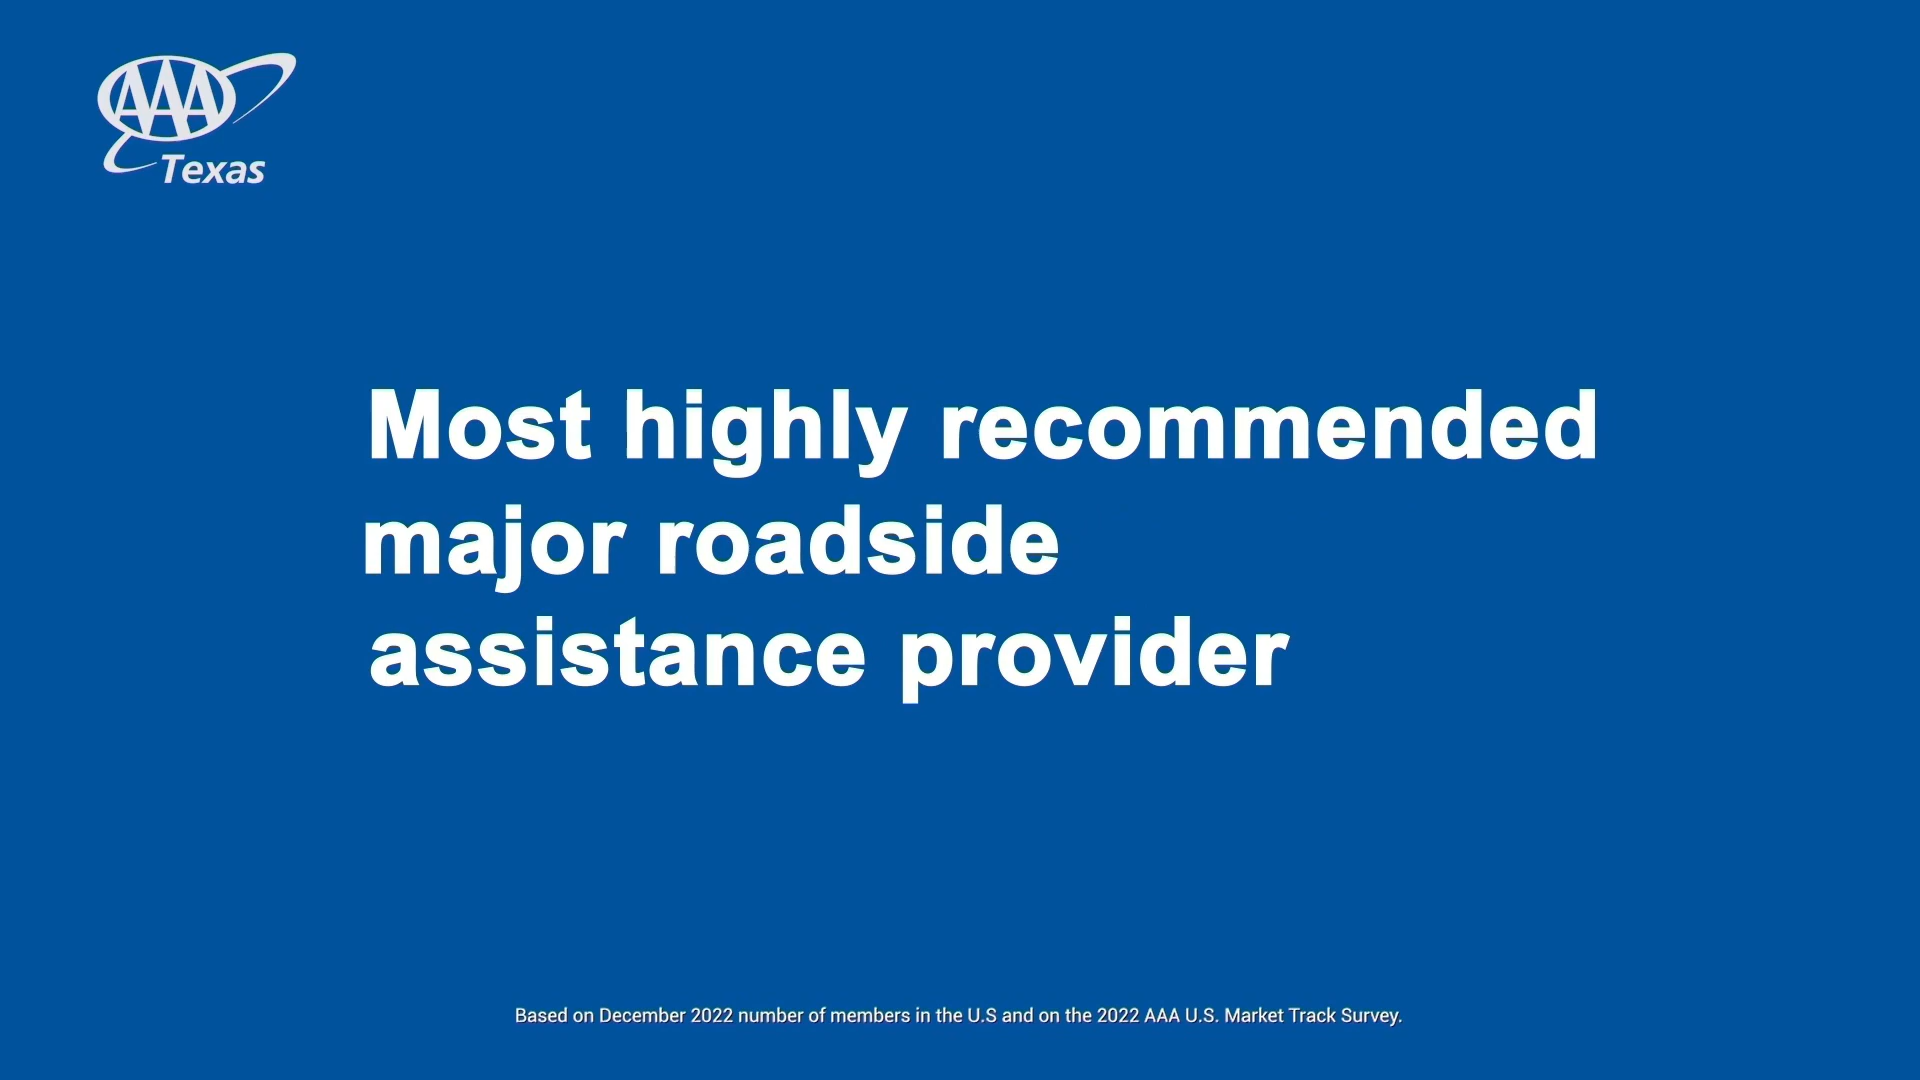 AAA
Texas
Most highly recommended
major roadside
assistance provider
Based on December 2022 number of members in the U.S and on the 2022 AAA U.S. Market Track Survey.